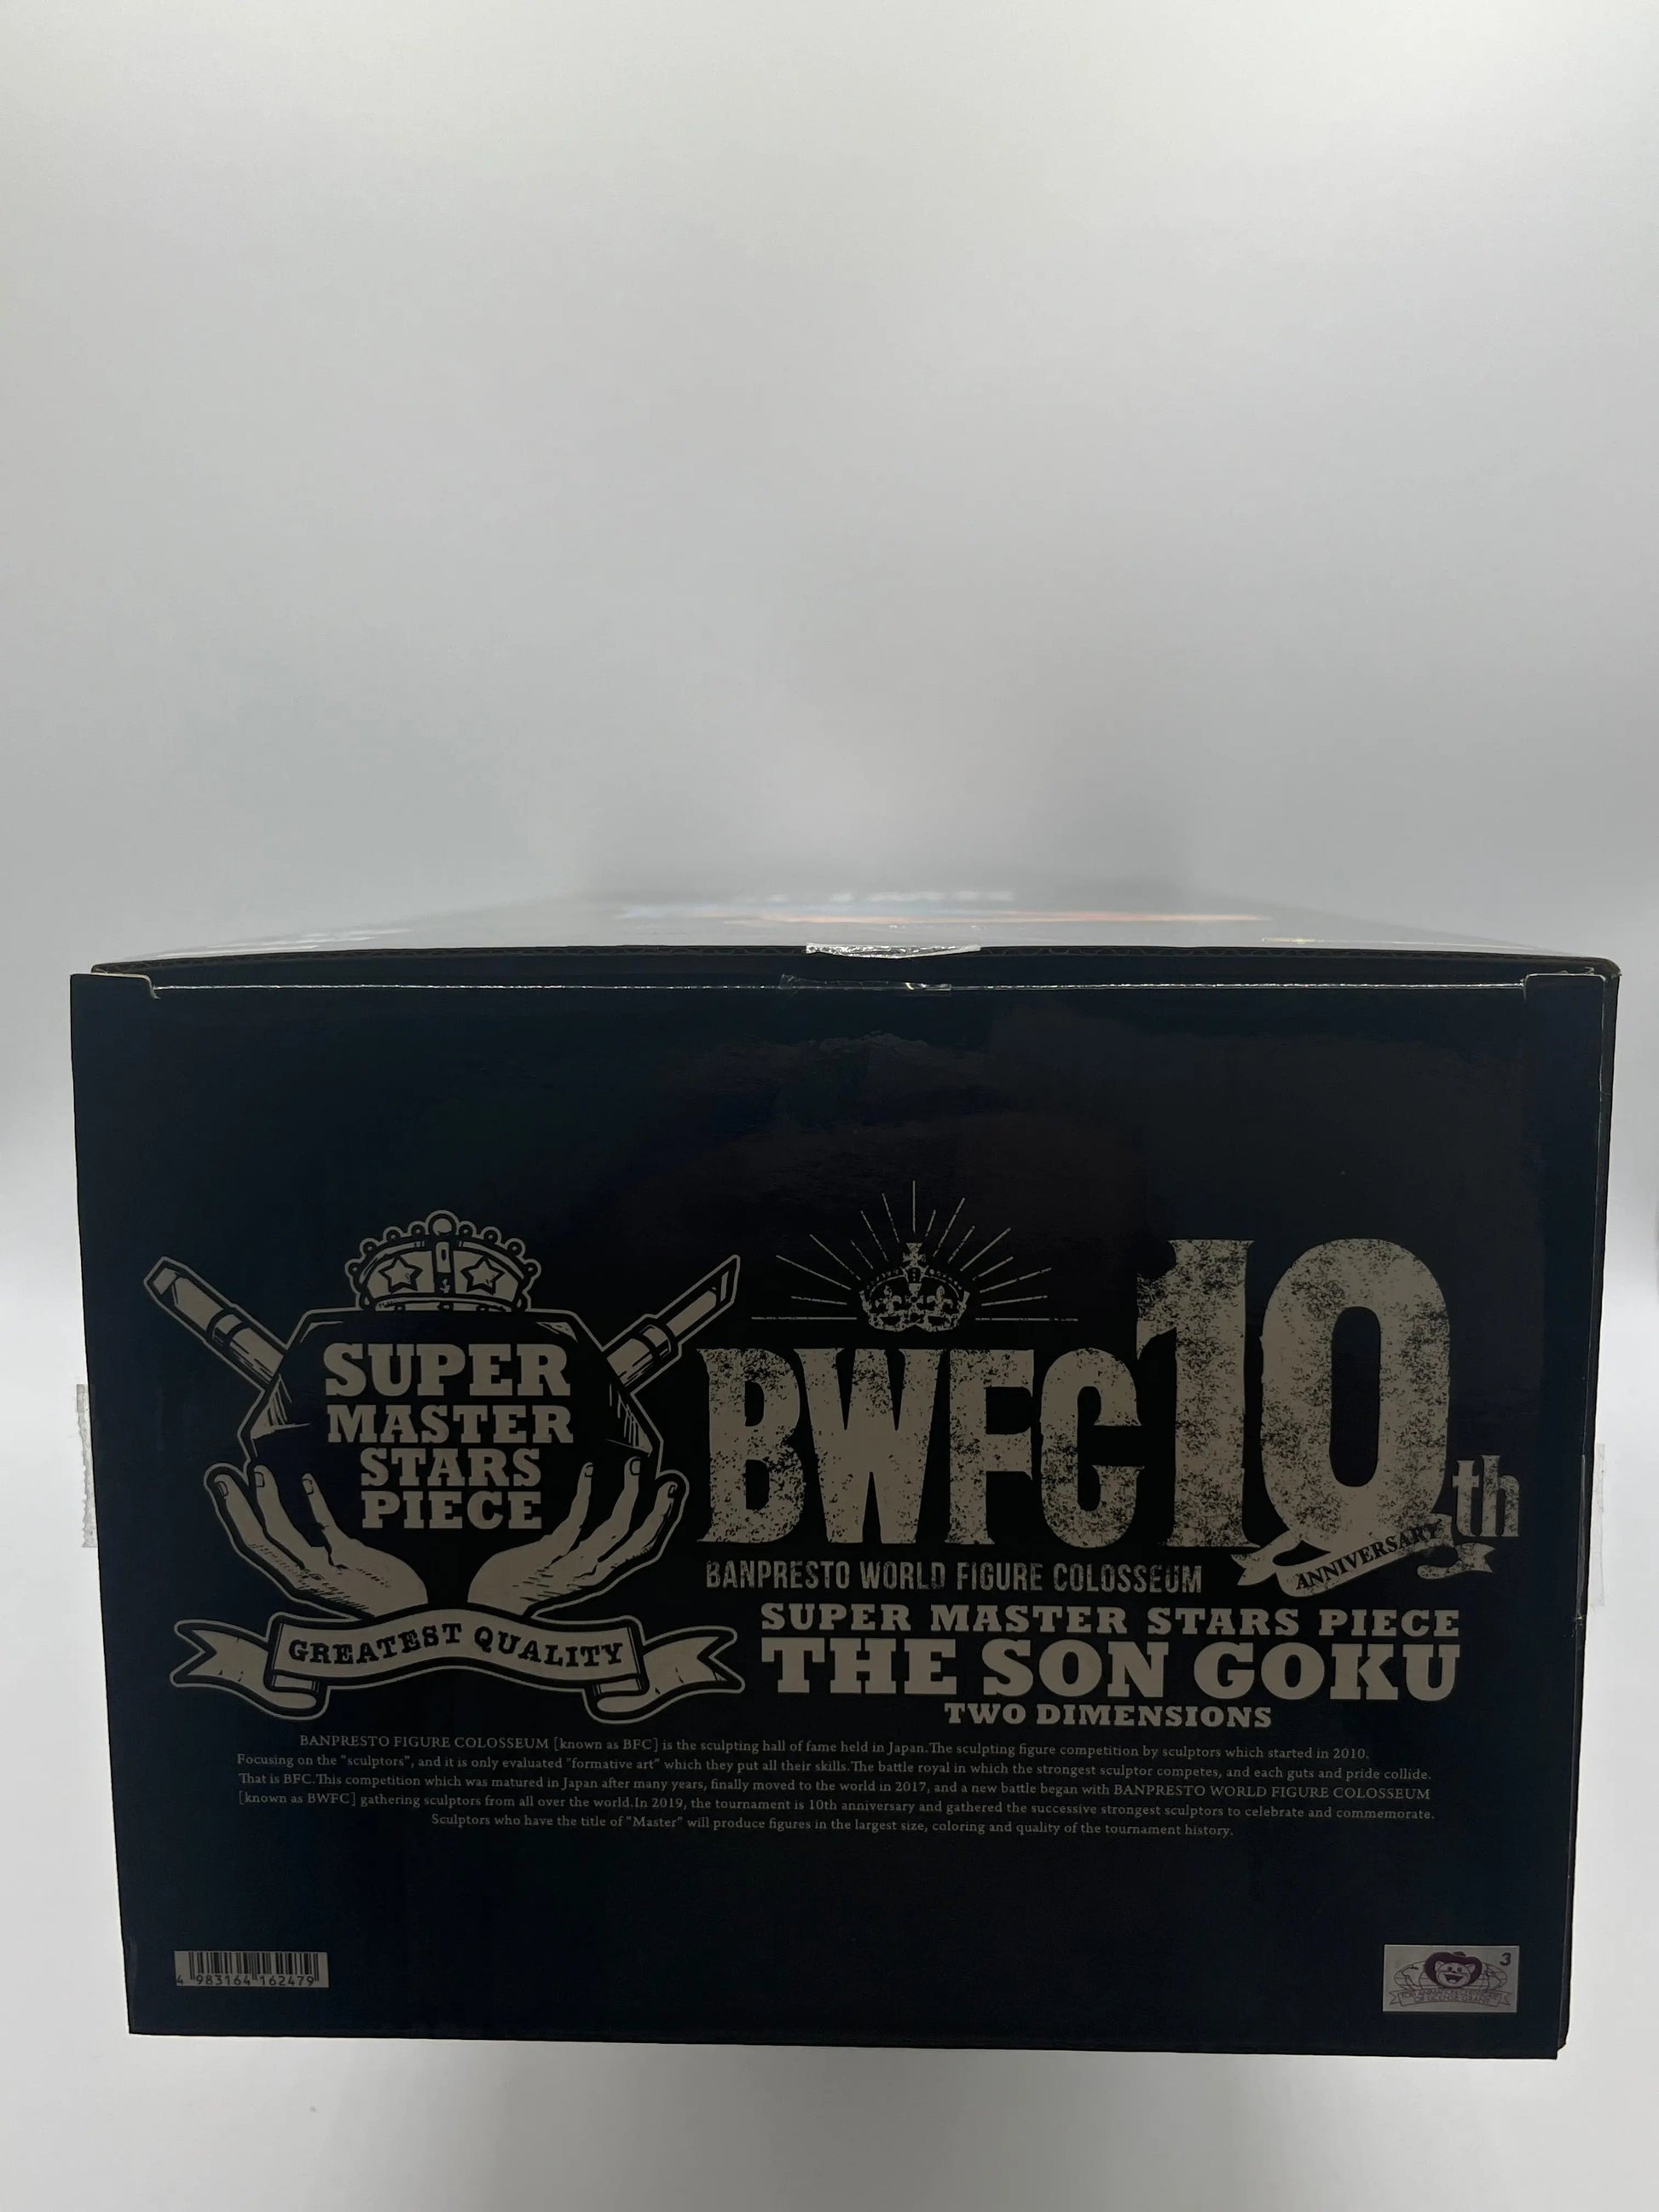 SUPER
MASTER
STARS
PIECE
GREATEST QUALITY
BWFC 10th
ANNIVERSARY
BANPRESTO WORLD FIGURE COLOSSEUM
SUPER MASTER STARS PIECE
THE SON GOKU
TWO DIMENSIONS
BANPRESTO FIGURE COLOSSEUM [known as BFC] is the sculpting hall of fame held in Japan.The sculpting figure competition by sculptors which started in 2010.
Focusing on the "sculptors", and it is only evaluated "formative art" which they put all their skills.The battle royal in which the strongest sculptor competes, and each guts and pride collide.
That is BFC.This competition which was matured in Japan after many years, finally moved to the world in 2017, and a new battle began with BANPRESTO WORLD FIGURE COLOSSEUM
[known as BWFC] gathering sculptors from all over the world.In 2019, the tournament is 10th anniversary and gathered the successive strongest sculptors to celebrate and commemorate.
Sculptors who have the title of "Master" will produce figures in the largest size, coloring and quality of the tournament history.
4 983164 162479
3